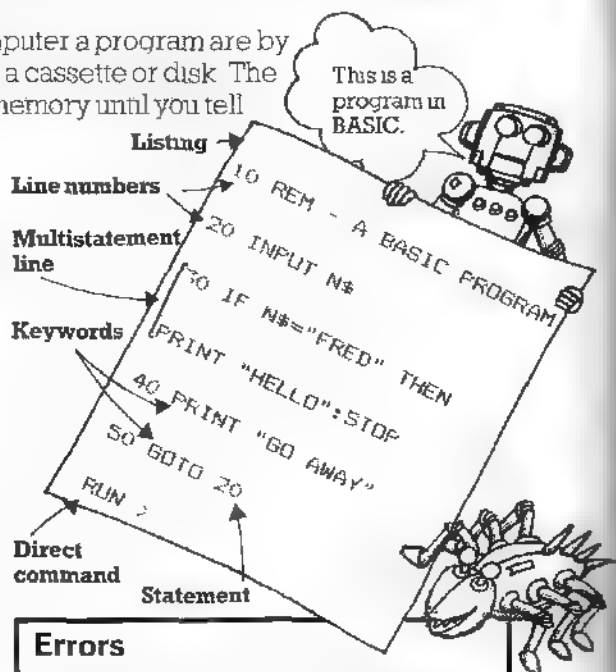 mputer a program are by
a cassette or disk The
memory until you tell
This is a
program in
BASIC.
Listing
Line numbers
Multistatement
line
Keywords
10 REM - A BASIC PROGRAM
20 INPUT N$
30 IF N$="FRED" THEN
PRINT "HELLO":STOP
40 PRINT "GO AWAY"
50 GOTO 20
RUN
Direct
command
Statement
Errors